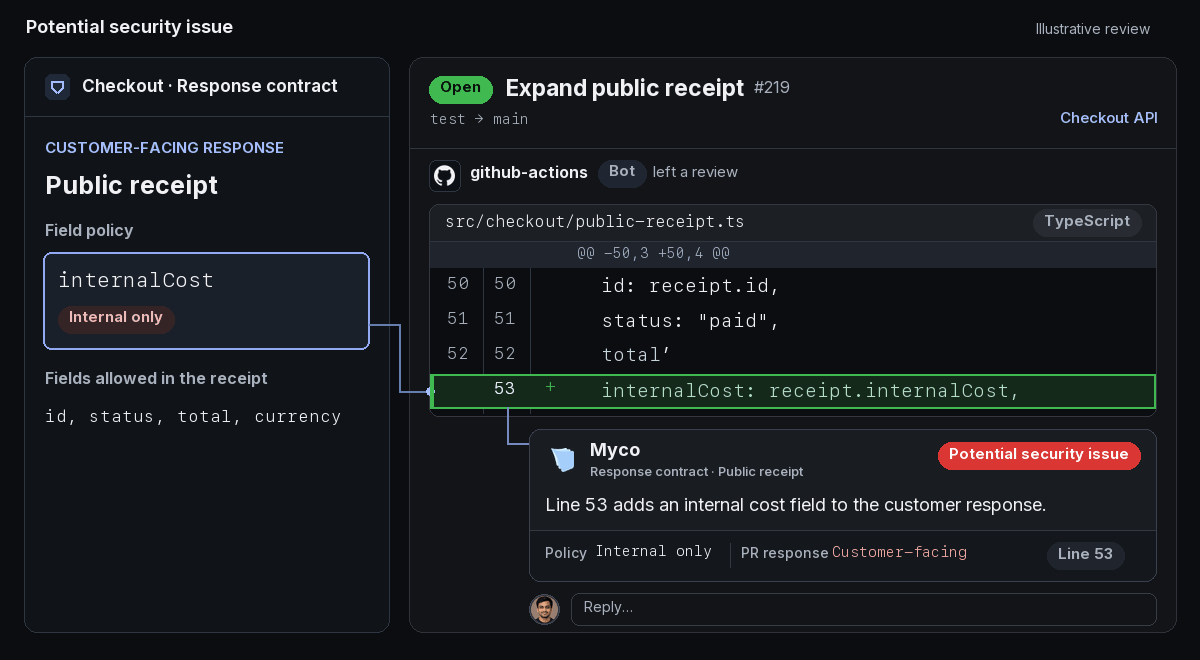 Potential security issue
Illustrative review
Checkout · Response contract
CUSTOMER-FACING RESPONSE
Public receipt
Field policy
internalCost
Internal only
Fields allowed in the receipt
id, status, total, currency
Open Expand public receipt #219
test → main
Checkout API
github-actions Bot left a review
src/checkout/public-receipt.ts TypeScript
@@ -50,3 +50,4 @@
50 50 id: receipt.id,
51 51 status: "paid",
52 52 total’
53 + internalCost: receipt.internalCost,
Myco
Response contract · Public receipt
Potential security issue
Line 53 adds an internal cost field to the customer response.
Policy Internal only PR response Customer-facing Line 53
Reply...